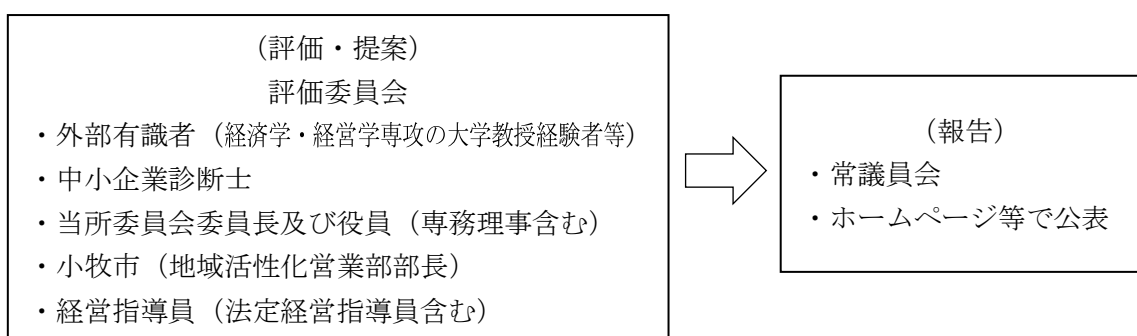 （評価・提案）
評価委員会
・外部有識者（経済学・経営学専攻の大学教授経験者等）
・中小企業診断士
・当所委員会委員長及び役員（専務理事含む）
・小牧市（地域活性化営業部部長）
・経営指導員（法定経営指導員含む）
（報告）
・常議員会
・ホームページ等で公表